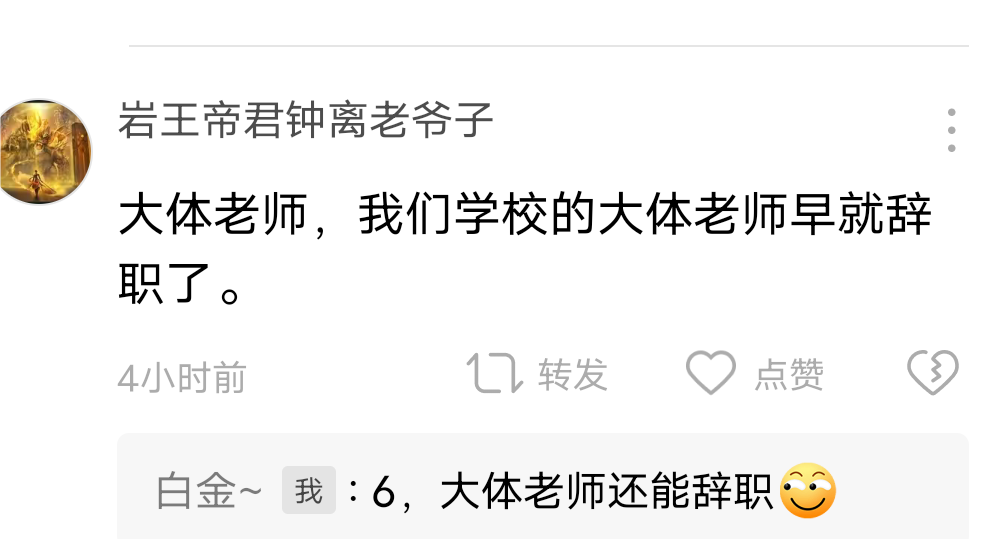 岩王帝君钟离老爷子
大体老师，我们学校的大体老师早就辞
职了。
4小时前 转发 点赞
白金~ 我：6，大体老师还能辞职